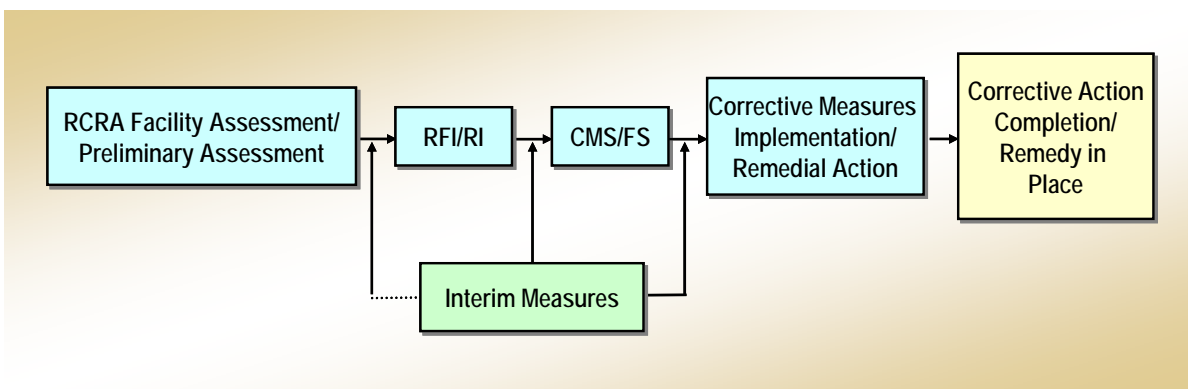 RCRA Facility Assessment/
Preliminary Assessment
RFI/RI
CMS/FS
Corrective Measures
Implementation/
Remedial Action
Corrective Action
Completion/
Remedy in
Place
Interim Measures